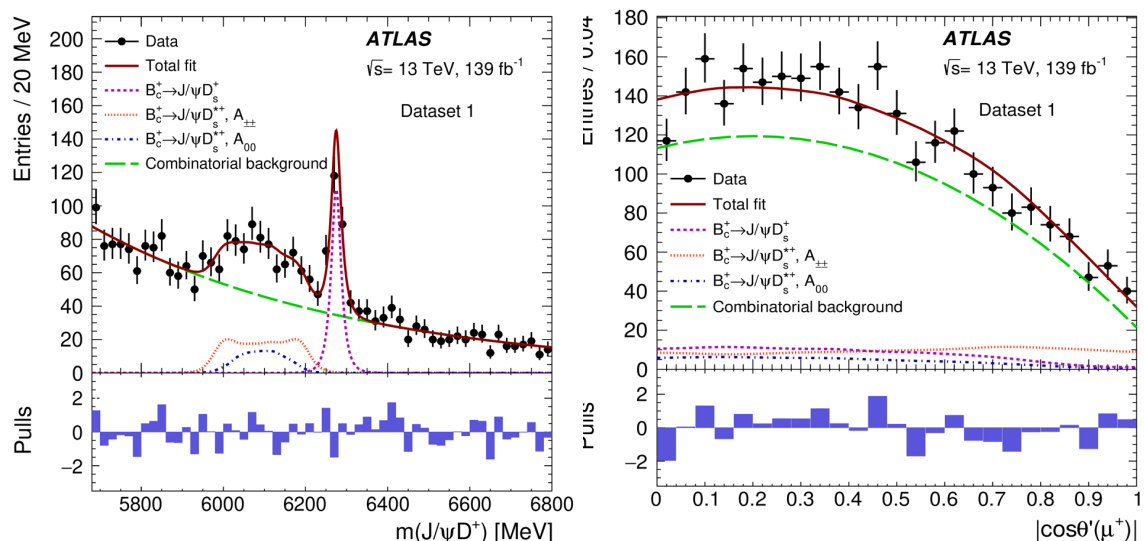 Entries / 20 MeV
200
180
160
140
120
100
80
60
40
20
0
Data
Total fit
B_c^+→J/ψD_s^+
B_c^+→J/ψD_s^{*+}, A_{±±}
B_c^+→J/ψD_s^{*+}, A_{00}
Combinatorial background
ATLAS
√s= 13 TeV, 139 fb^{-1}
Dataset 1
Pulls
2
0
−2
5800 6000 6200 6400 6600 6800
m(J/ψD^+) [MeV]
Entries / 0.04
180
160
140
120
100
80
60
40
20
0
ATLAS
√s= 13 TeV, 139 fb^{-1}
Dataset 1
Data
Total fit
B_c^+→J/ψD_s^+
B_c^+→J/ψD_s^{*+}, A_{±±}
B_c^+→J/ψD_s^{*+}, A_{00}
Combinatorial background
Pulls
2
0
−2
0 0.1 0.2 0.3 0.4 0.5 0.6 0.7 0.8 0.9 1
|cosθ'(μ^+)|